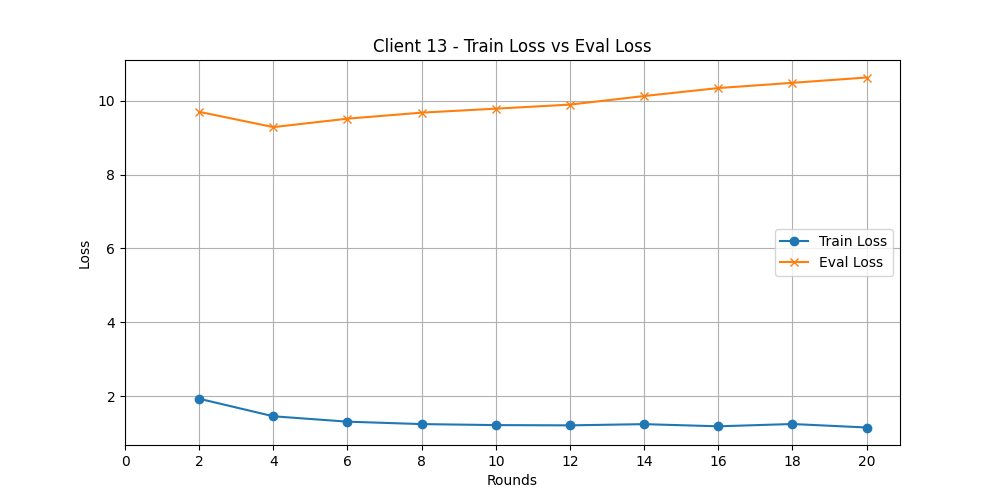 Client 13 - Train Loss vs Eval Loss
10
8
6
4
2
Loss
Train Loss
Eval Loss
0 2 4 6 8 10 12 14 16 18 20
Rounds